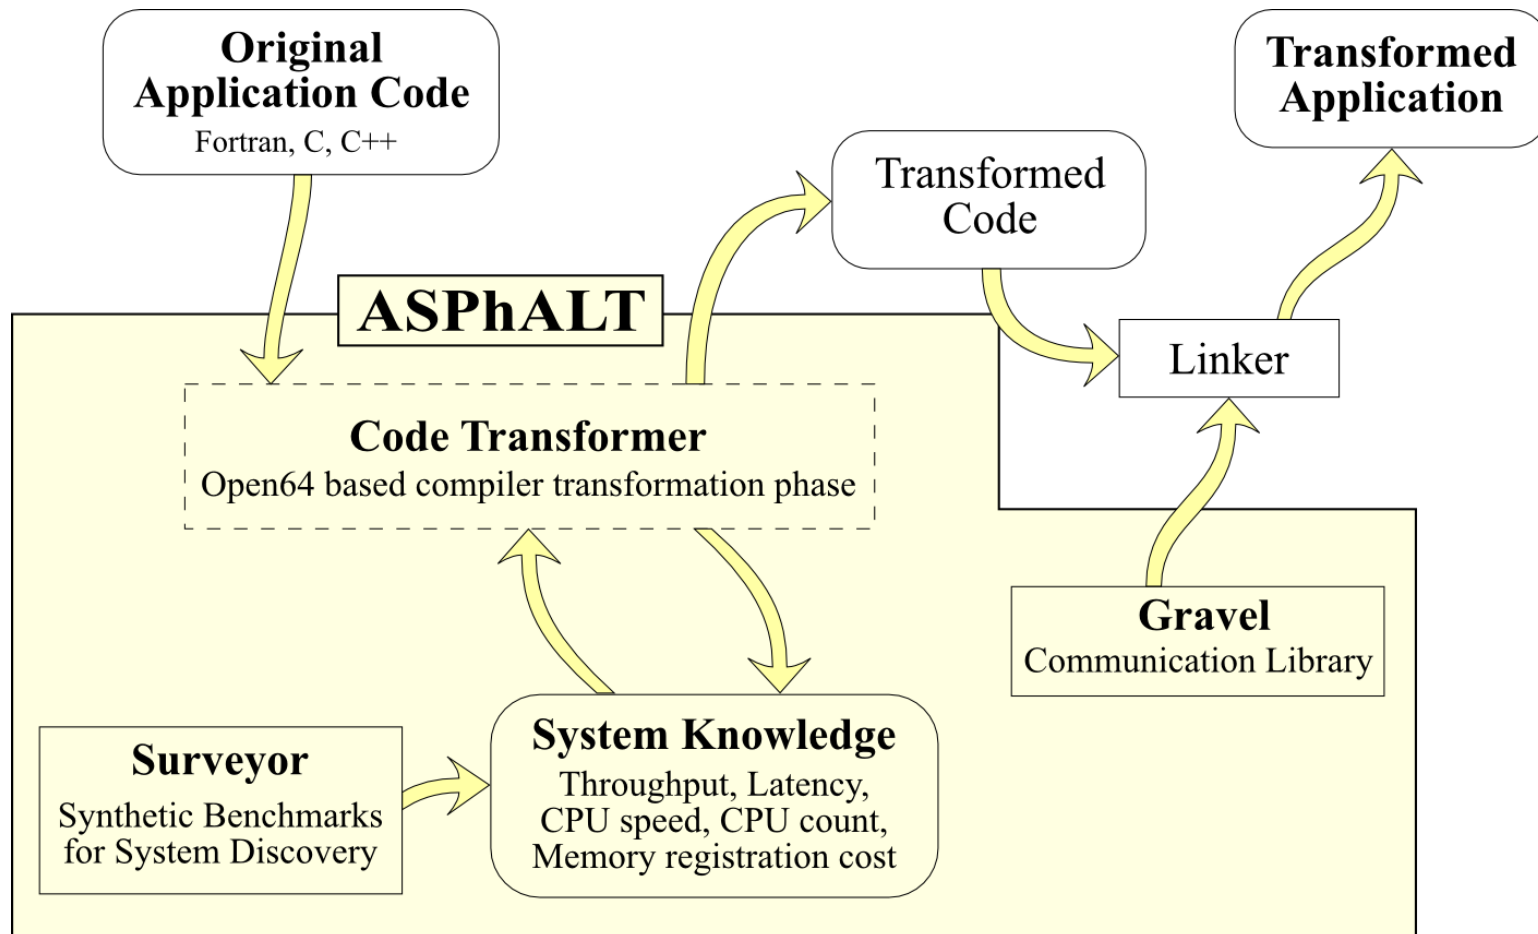 Original
Application Code
Fortran, C, C++
Transformed
Application
Transformed
Code
ASPhALT
Linker
Code Transformer
Open64 based compiler transformation phase
Gravel
Communication Library
Surveyor
Synthetic Benchmarks
for System Discovery
System Knowledge
Throughput, Latency,
CPU speed, CPU count,
Memory registration cost